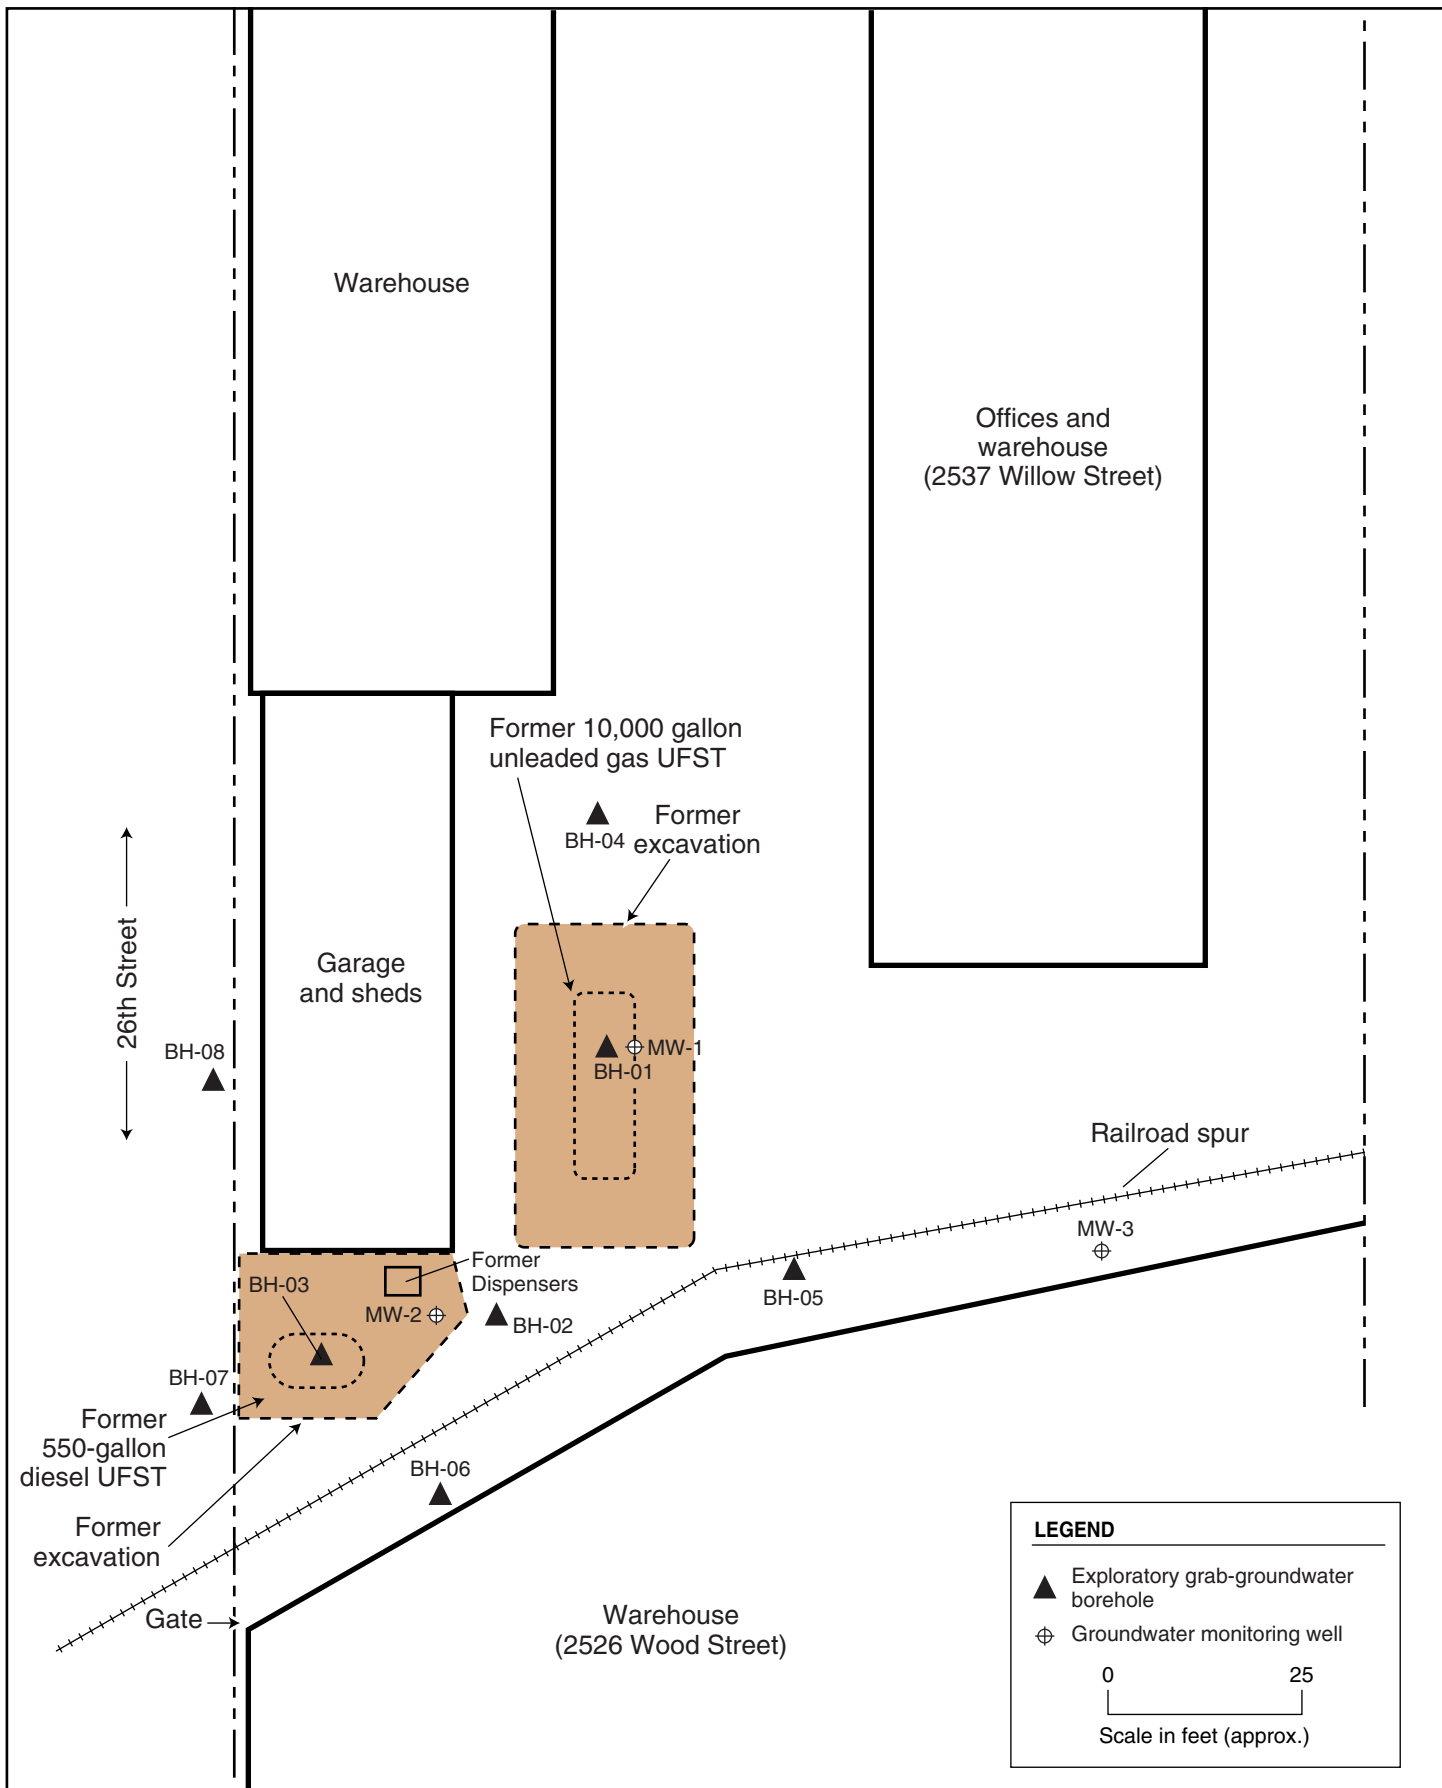 Warehouse
Offices and
warehouse
(2537 Willow Street)
Former 10,000 gallon
unleaded gas UFST
Former
excavation
BH-04
26th Street
Garage
and sheds
BH-08
MW-1
BH-01
Railroad spur
MW-3
Former
Dispensers
BH-03
MW-2
BH-02
BH-05
BH-07
Former
550-gallon
diesel UFST
BH-06
Former
excavation
Gate
Warehouse
(2526 Wood Street)
LEGEND
Exploratory grab-groundwater
borehole
Groundwater monitoring well
0 25
Scale in feet (approx.)